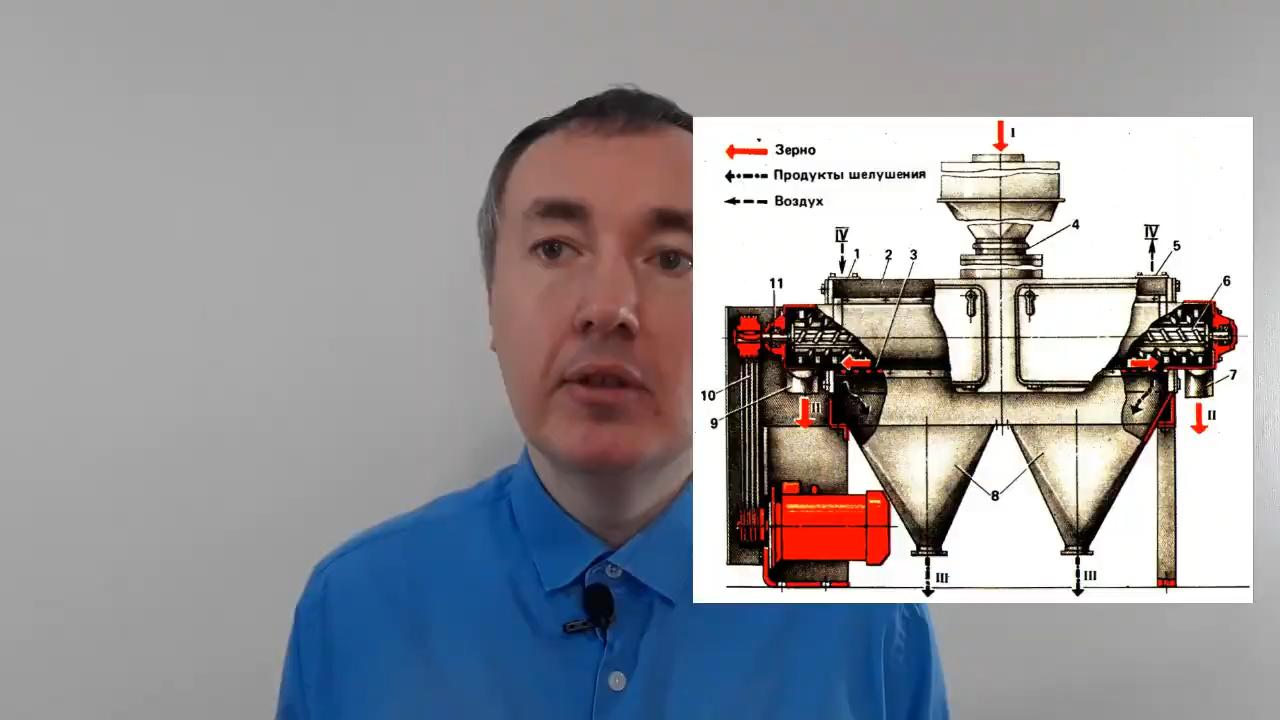 I
Зерно
Продукты шелушения
Воздух
IV
IV
4
1
2
3
5
11
6
10
9
III
7
II
8
III
III